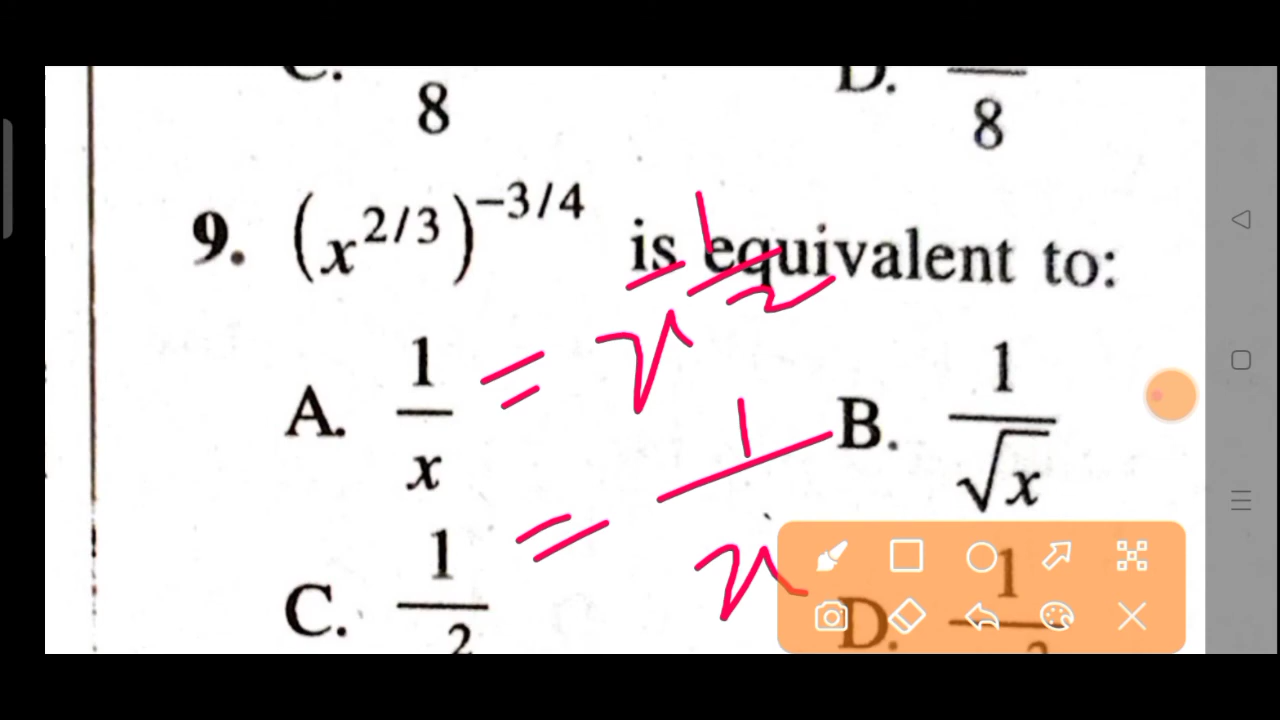 C. 8 D. 8
9. (x^{2/3})^{-3/4} is equivalent to:
= x^{-1/2}
A. 1/x B. 1/√x
= 1/x
C. 1/ 2 D. 1/